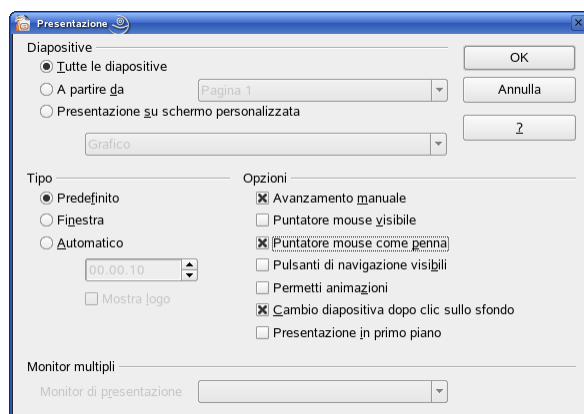 Presentazione
Diapositive
Tutte le diapositive
A partire da
Pagina 1
Presentazione su schermo personalizzata
Grafico
OK
Annulla
?
Tipo
Predefinito
Finestra
Automatico
00.00.10
Mostra logo
Opzioni
Avanzamento manuale
Puntatore mouse visibile
Puntatore mouse come penna
Pulsanti di navigazione visibili
Permetti animazioni
Cambio diapositiva dopo clic sullo sfondo
Presentazione in primo piano
Monitor multipli
Monitor di presentazione